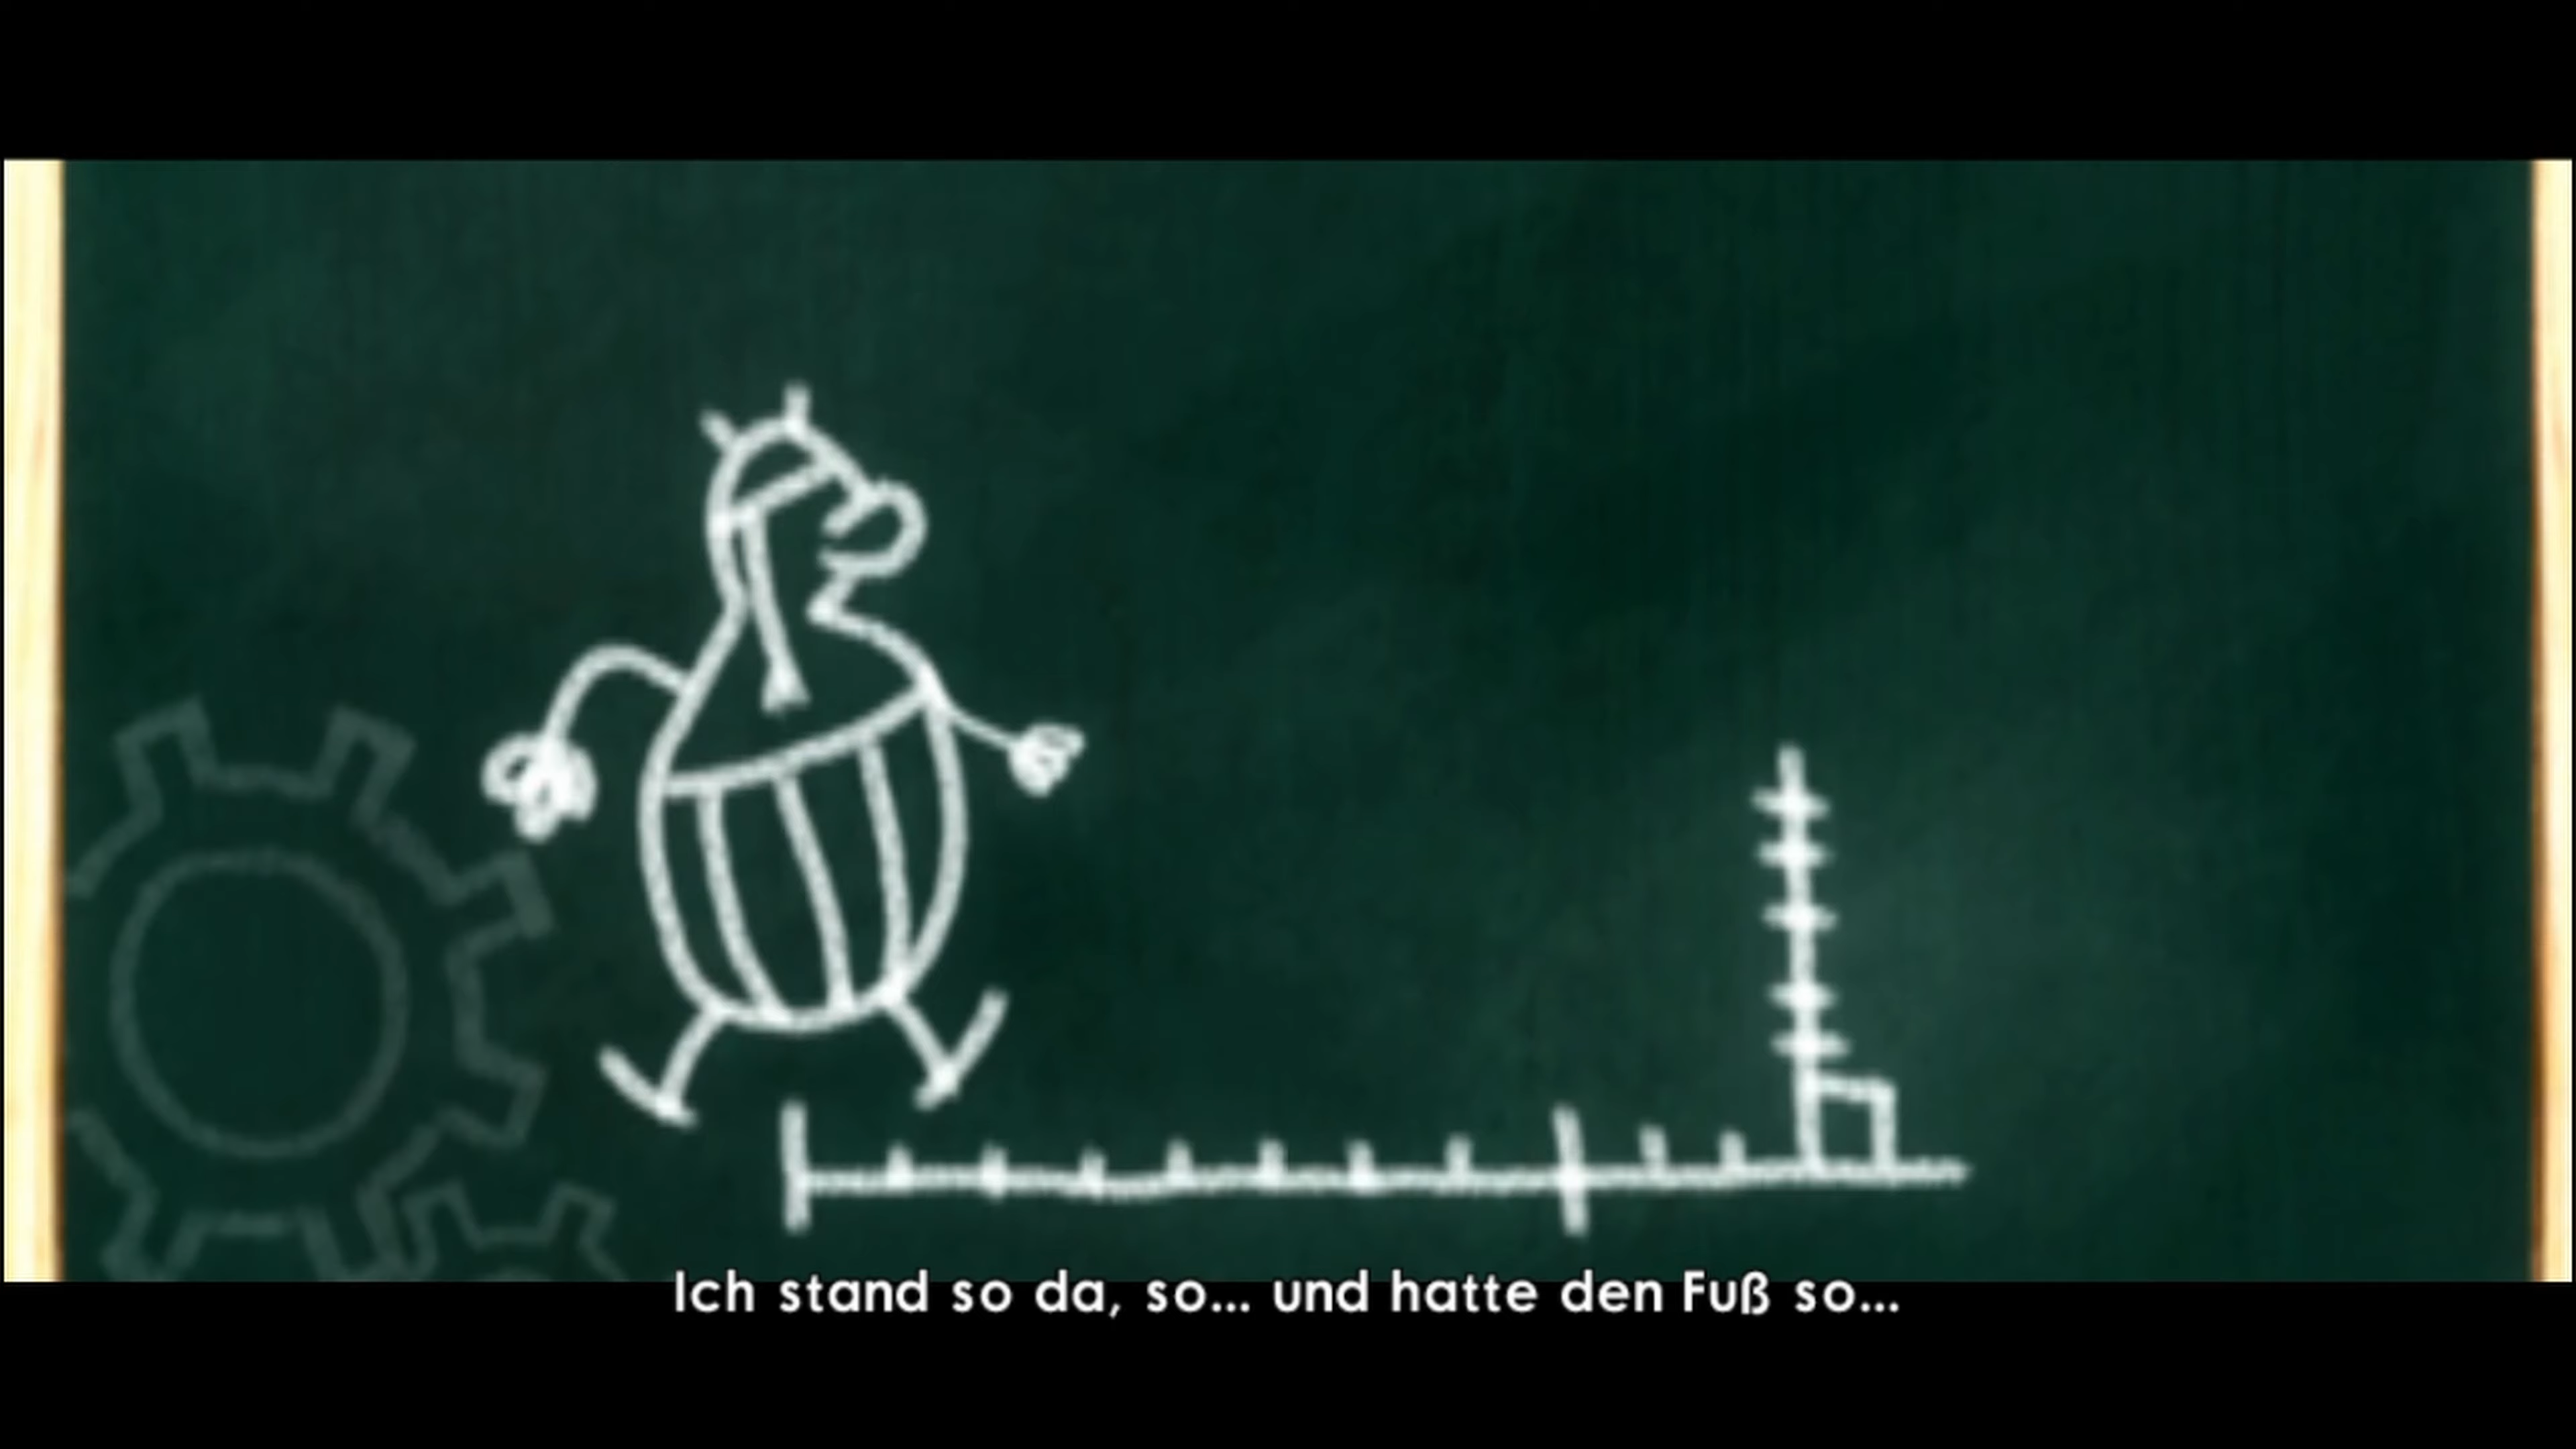 Ich stand so da, so... und hatte den Fuß so...